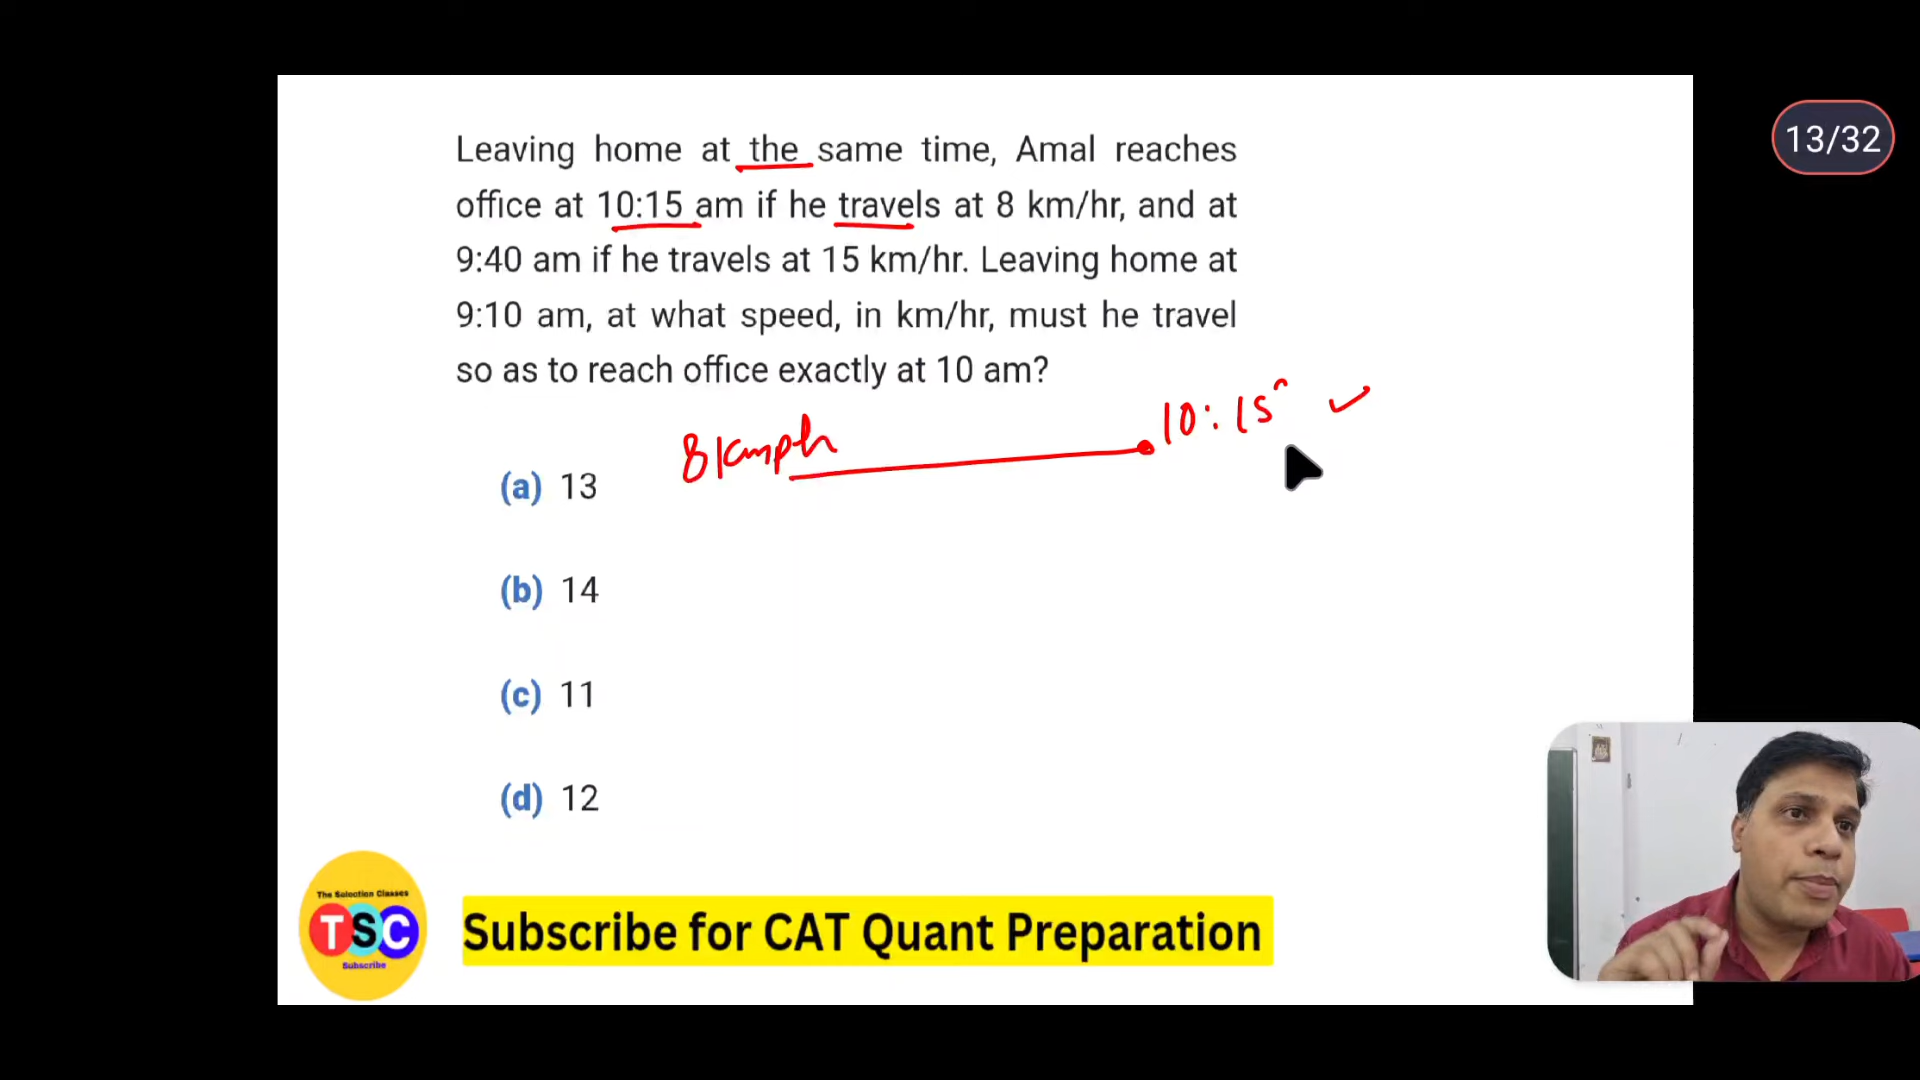 13/32
Leaving home at the same time, Amal reaches
office at 10:15 am if he travels at 8 km/hr, and at
9:40 am if he travels at 15 km/hr. Leaving home at
9:10 am, at what speed, in km/hr, must he travel
so as to reach office exactly at 10 am?
8kmph 10:15
(a) 13
(b) 14
(c) 11
(d) 12
The Selection Classes
TSC
Subscribe
Subscribe for CAT Quant Preparation